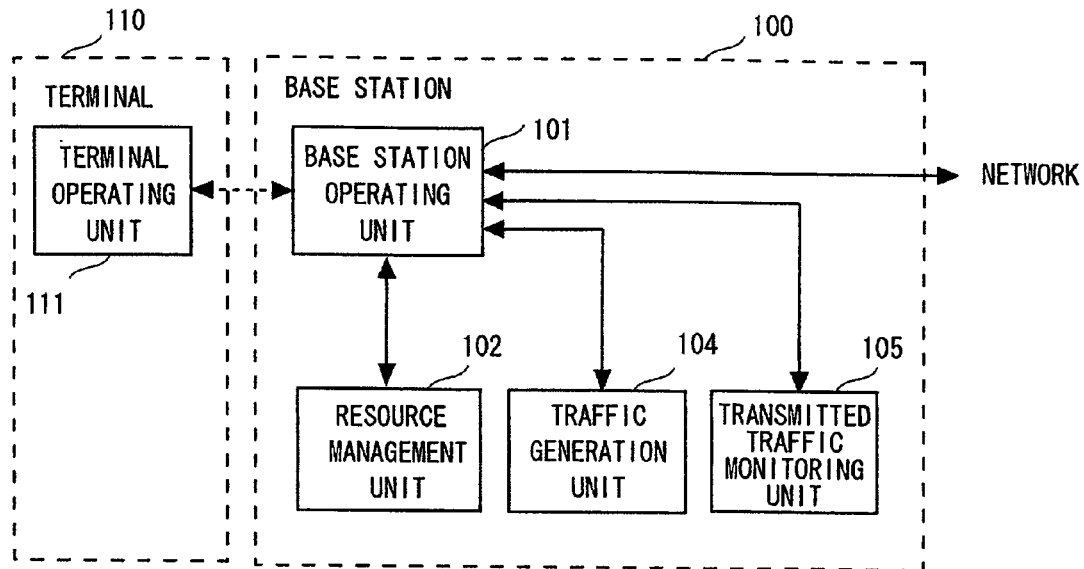 110
100
TERMINAL
BASE STATION
101
TERMINAL
OPERATING
UNIT
BASE STATION
OPERATING
UNIT
NETWORK
111
102
104
105
RESOURCE
MANAGEMENT
UNIT
TRAFFIC
GENERATION
UNIT
TRANSMITTED
TRAFFIC
MONITORING
UNIT